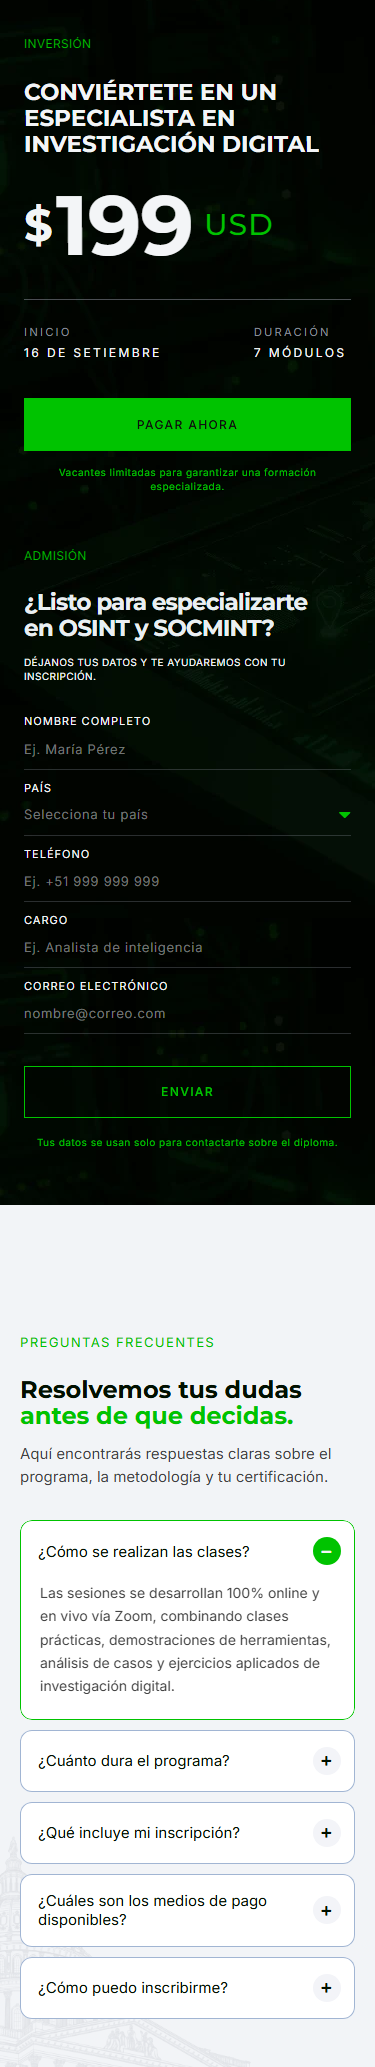 INVERSIÓN
CONVIÉRTETE EN UN
ESPECIALISTA EN
INVESTIGACIÓN DIGITAL
$199 USD
INICIO
16 DE SETIEMBRE
DURACIÓN
7 MÓDULOS
PAGAR AHORA
Vacantes limitadas para garantizar una formación
especializada.
ADMISIÓN
¿Listo para especializarte
en OSINT y SOCMINT?
DÉJANOS TUS DATOS Y TE AYUDAREMOS CON TU
INSCRIPCIÓN.
NOMBRE COMPLETO
Ej. María Pérez
PAÍS
Selecciona tu país
TELÉFONO
Ej. +51 999 999 999
CARGO
Ej. Analista de inteligencia
CORREO ELECTRÓNICO
nombre@correo.com
ENVIAR
Tus datos se usan solo para contactarte sobre el diploma.
PREGUNTAS FRECUENTES
Resolvemos tus dudas
antes de que decidas.
Aquí encontrarás respuestas claras sobre el
programa, la metodología y tu certificación.
¿Cómo se realizan las clases?
Las sesiones se desarrollan 100% online y
en vivo vía Zoom, combinando clases
prácticas, demostraciones de herramientas,
análisis de casos y ejercicios aplicados de
investigación digital.
¿Cuánto dura el programa?
¿Qué incluye mi inscripción?
¿Cuáles son los medios de pago
disponibles?
¿Cómo puedo inscribirme?